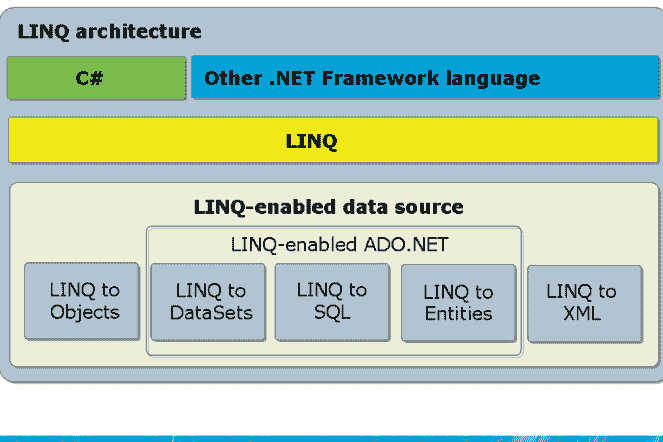 LINQ architecture
C#
Other .NET Framework language
LINQ
LINQ-enabled data source
LINQ-enabled ADO.NET
LINQ to
Objects
LINQ to
DataSets
LINQ to
SQL
LINQ to
Entities
LINQ to
XML